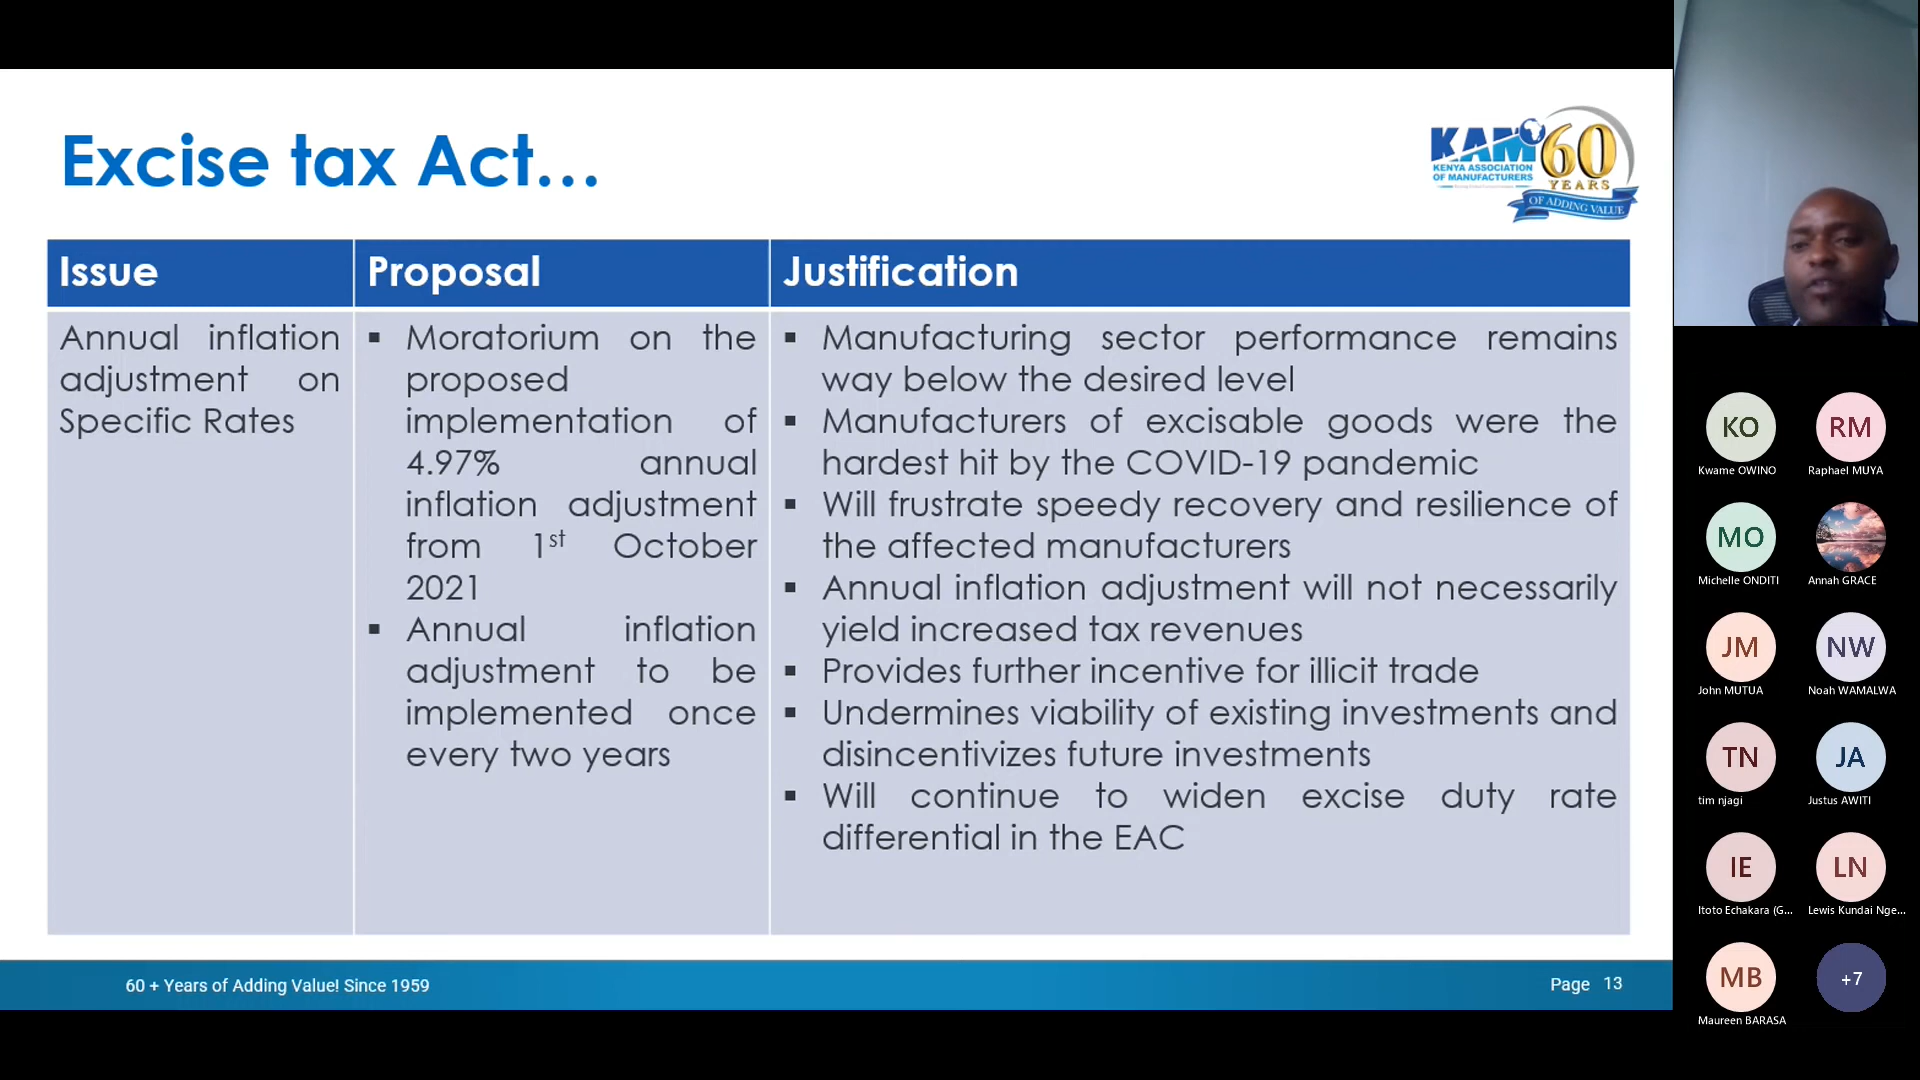 Excise tax Act...
KAM
KENYA ASSOCIATION
OF MANUFACTURERS
60
YEARS
OF ADDING VALUE
Issue
Proposal
Justification
Annual inflation
adjustment on
Specific Rates
▪ Moratorium on the
proposed
implementation of
4.97% annual
inflation adjustment
from 1st October
2021
▪ Annual inflation
adjustment to be
implemented once
every two years
▪ Manufacturing sector performance remains
way below the desired level
▪ Manufacturers of excisable goods were the
hardest hit by the COVID-19 pandemic
▪ Will frustrate speedy recovery and resilience of
the affected manufacturers
▪ Annual inflation adjustment will not necessarily
yield increased tax revenues
▪ Provides further incentive for illicit trade
▪ Undermines viability of existing investments and
disincentivizes future investments
▪ Will continue to widen excise duty rate
differential in the EAC
60 + Years of Adding Value! Since 1959
Page 13
KO
Kwame OWINO
RM
Raphael MUYA
MO
Michelle ONDITI
Annah GRACE
JM
John MUTUA
NW
Noah WAMALWA
TN
tim njagi
JA
Justus AWITI
IE
Itoto Echakara (G...
LN
Lewis Kundai Nge...
MB
Maureen BARASA
+7